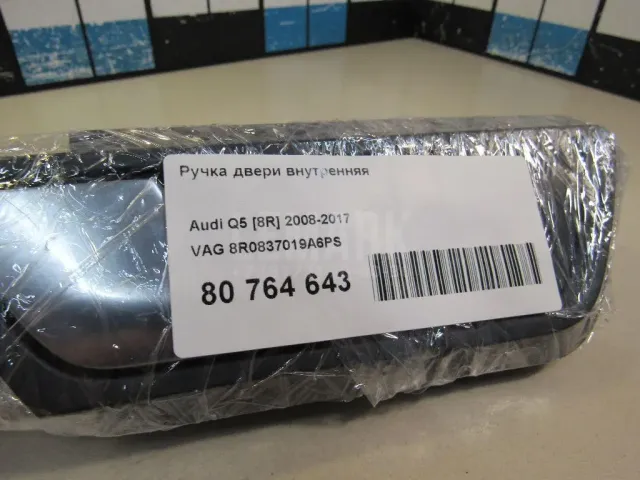 Ручка двери внутренняя
Audi Q5 [8R] 2008-2017
VAG 8R0837019A6PS
80 764 643